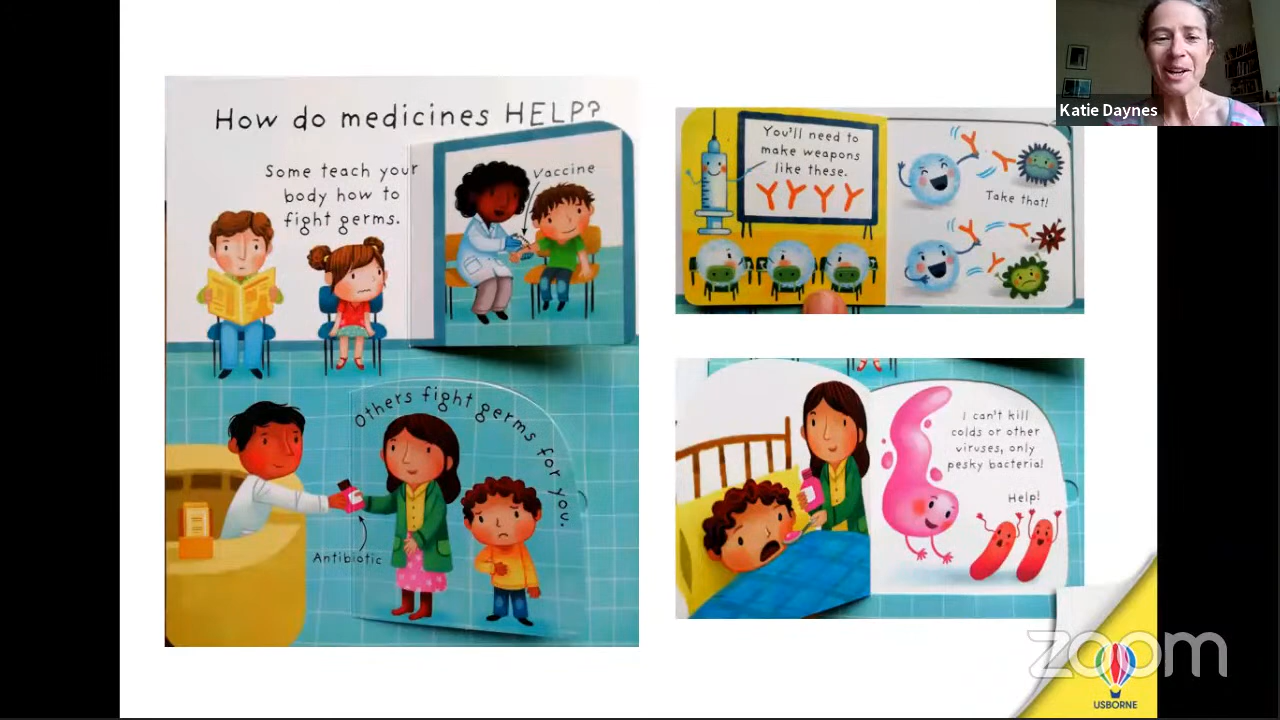 How do medicines HELP?
Some teach your
body how to
fight germs.
Vaccine
Others fight germs for you.
Antibiotic
You'll need to
make weapons
like these.
Take that!
I can't kill
colds or other
viruses, only
pesky bacteria!
Help!
Katie Daynes
zoom
USBORNE